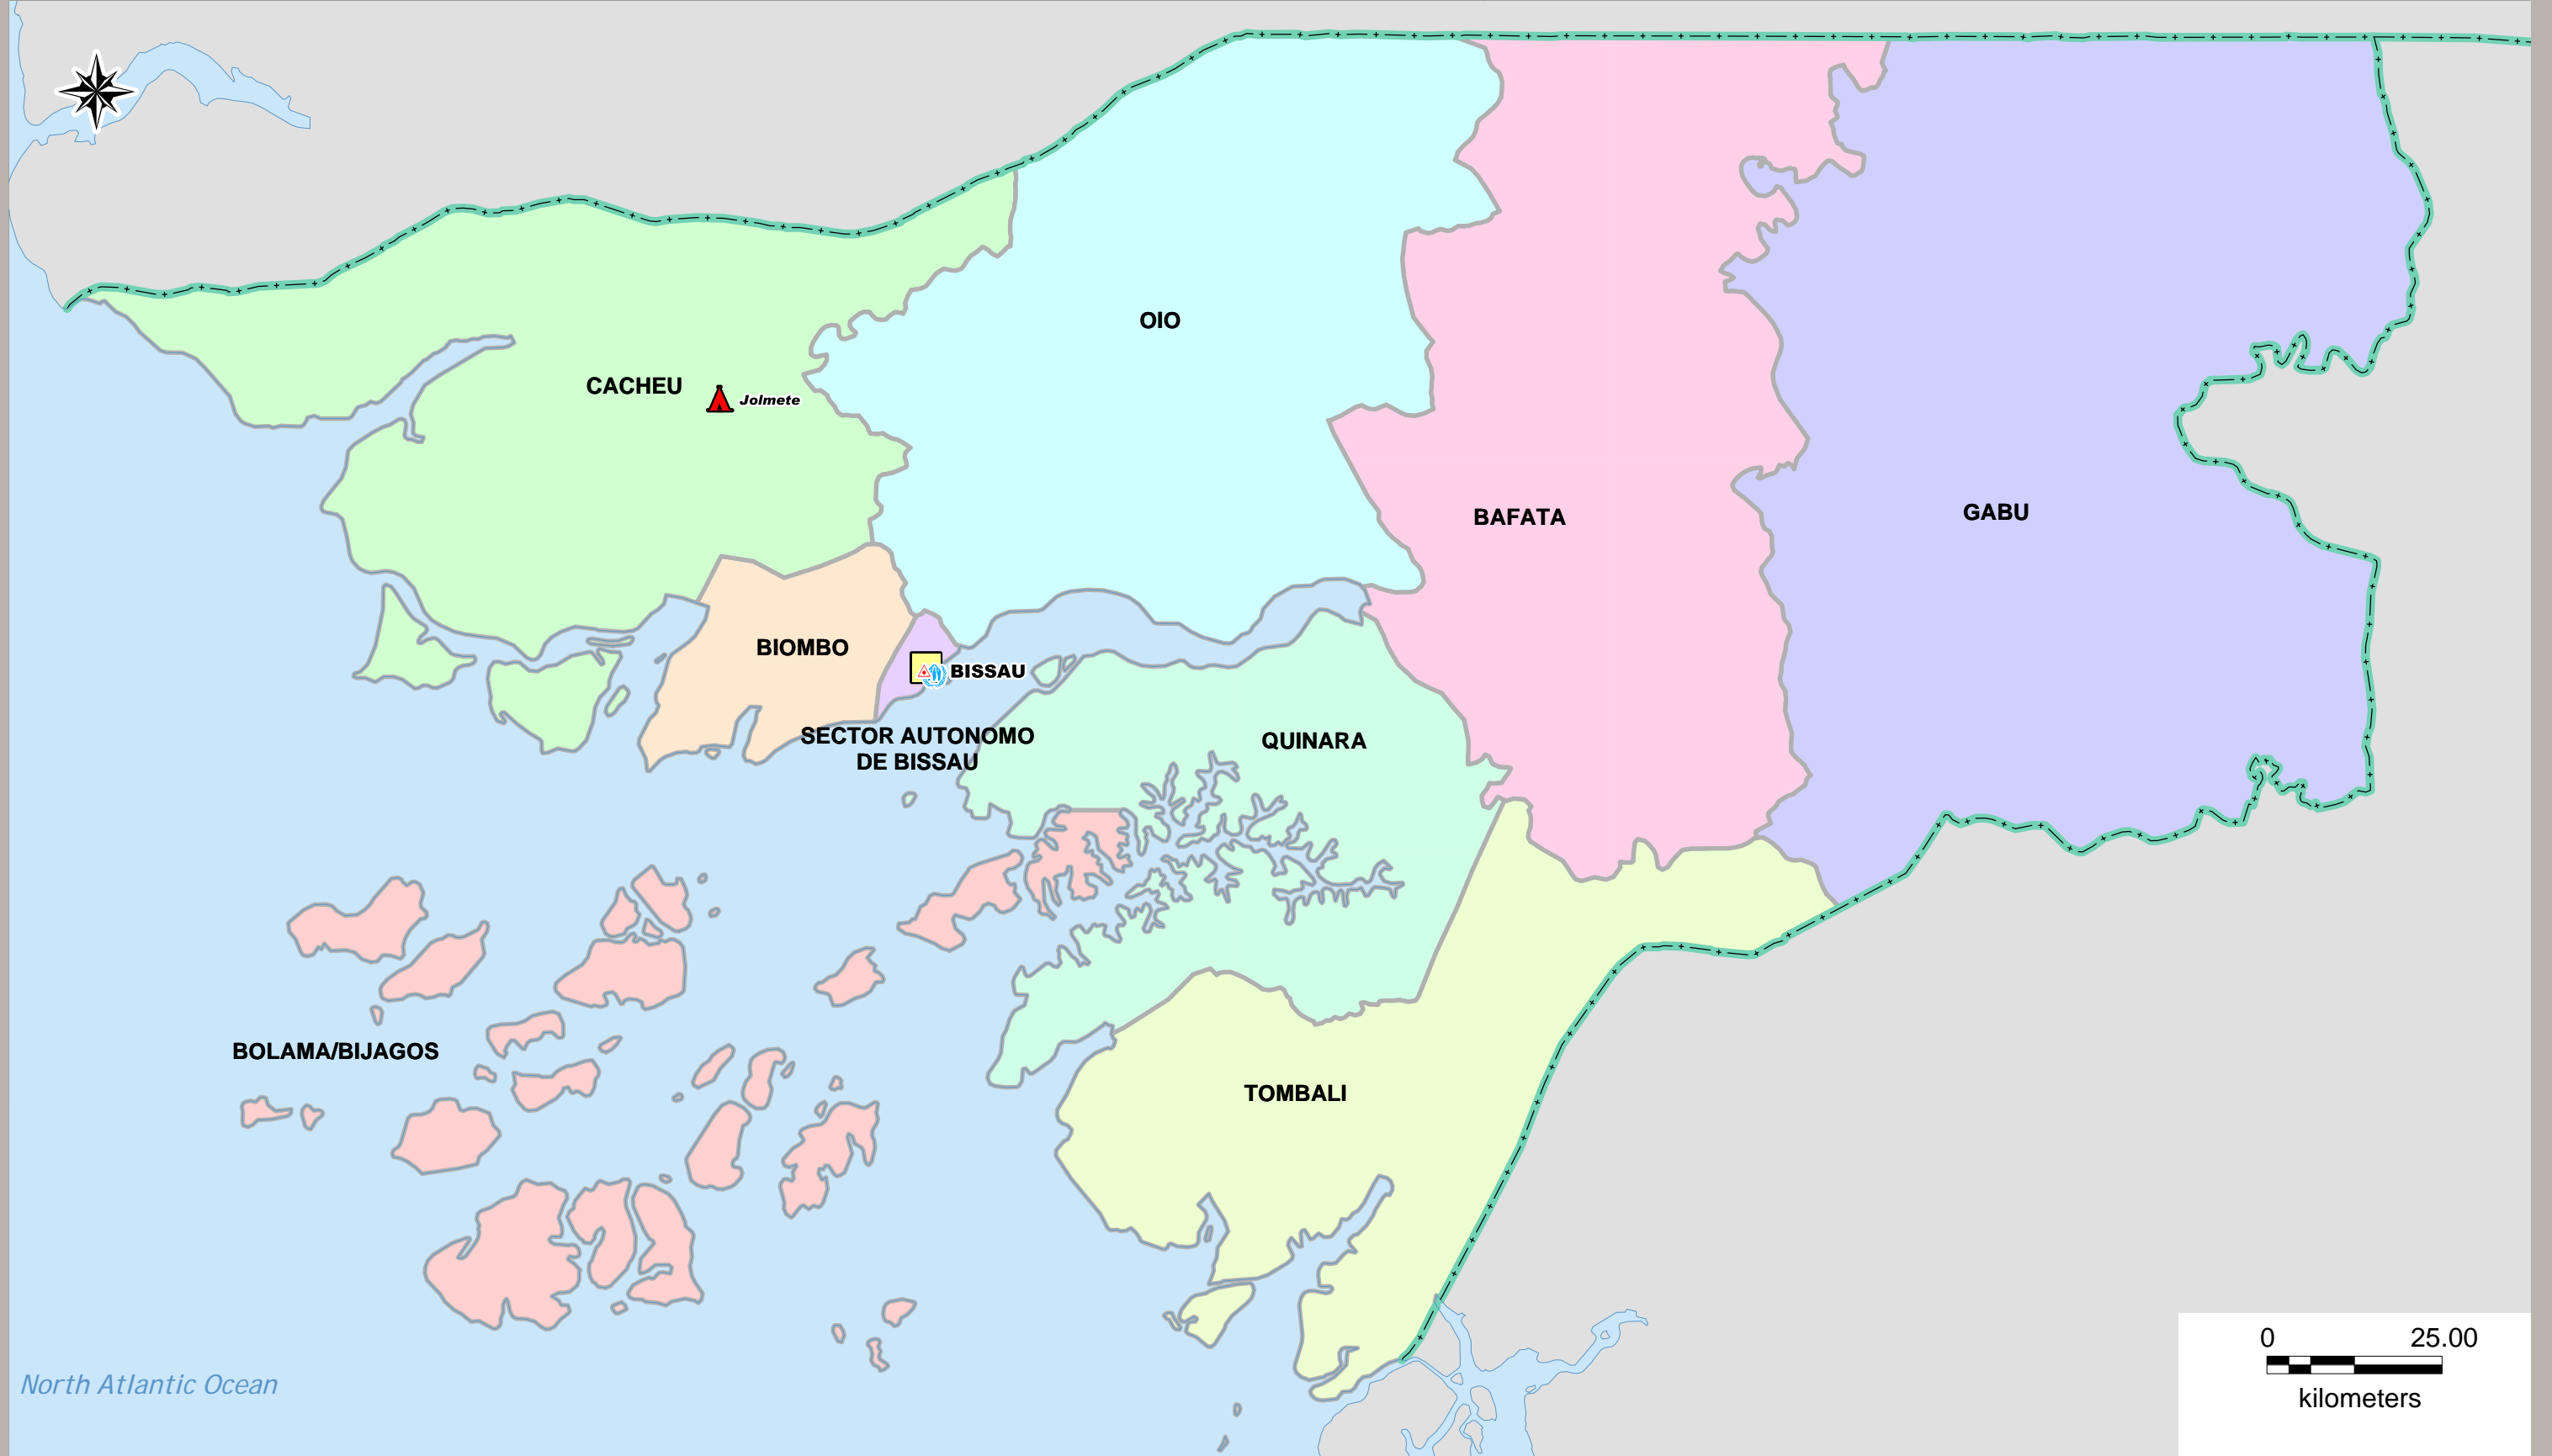 OIO
CACHEU
Jolmete
BAFATA
GABU
BIOMBO
BISSAU
SECTOR AUTONOMO
DE BISSAU
QUINARA
BOLAMA/BIJAGOS
TOMBALI
North Atlantic Ocean
0 25.00
kilometers